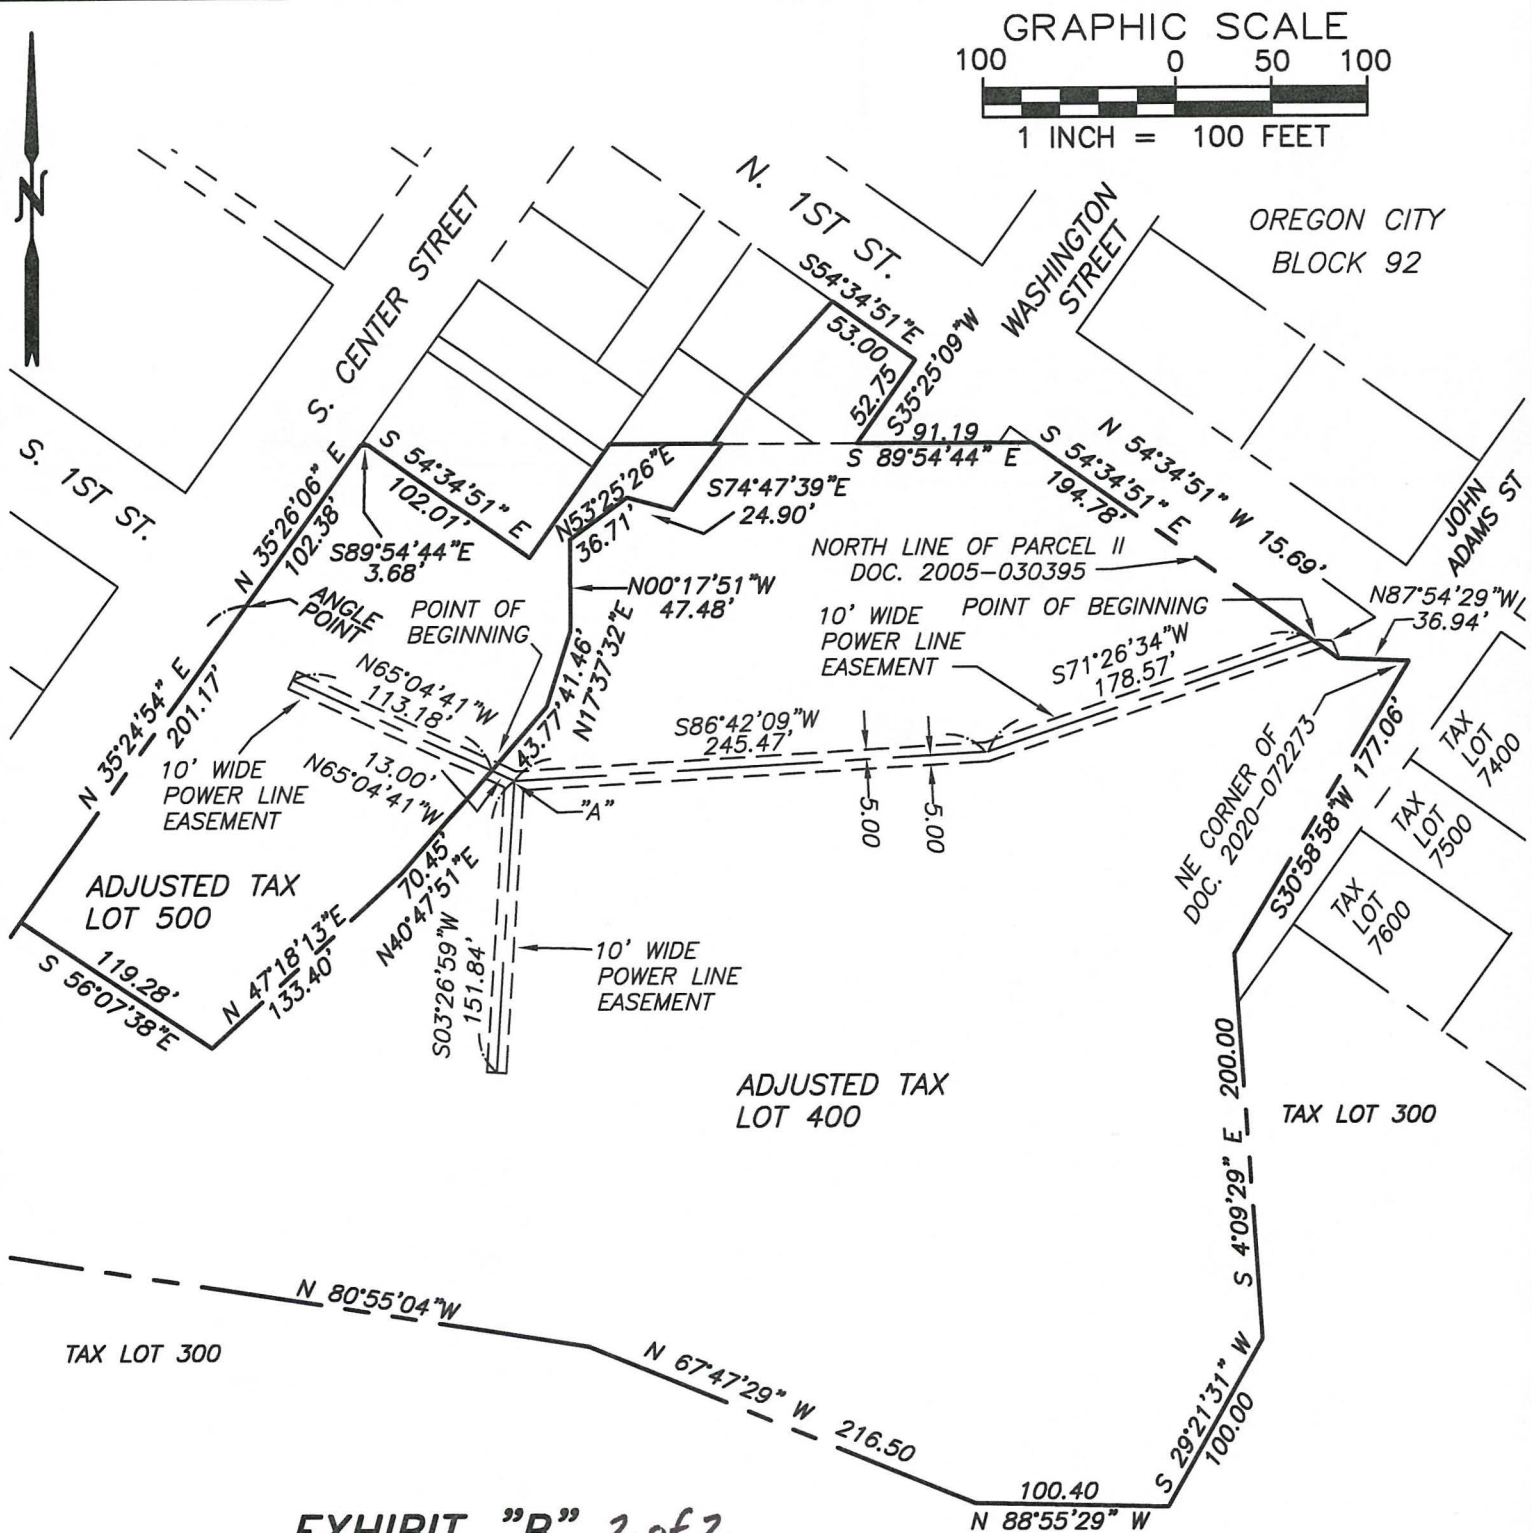 GRAPHIC SCALE
100 0 50 100
1 INCH = 100 FEET
N
OREGON CITY
BLOCK 92
N. 1ST ST.
WASHINGTON
STREET
S. CENTER STREET
S. 1ST ST.
JOHN
ADAMS ST
S54°34'51"E
53.00
52.75
S35°25'09"W
91.19
S 89°54'44" E
S 54°34'51" E
194.78'
N 54°34'51" W 15.69'
N 35°26'06" E
102.38'
S 54°34'51" E
102.01'
S89°54'44"E
3.68'
N53°25'26"E
36.71'
S74°47'39"E
24.90'
NORTH LINE OF PARCEL II
DOC. 2005-030395
N00°17'51"W
47.48'
ANGLE
POINT
POINT OF
BEGINNING
10' WIDE
POWER LINE
EASEMENT
POINT OF BEGINNING
N87°54'29"W
36.94'
N 35°24'54" E
201.17'
N65°04'41"W
113.18'
41.46'
N17°37'32"E
43.77'
S71°26'34"W
178.57'
S86°42'09"W
245.47'
13.00'
N65°04'41"W
10' WIDE
POWER LINE
EASEMENT
"A"
5.00
5.00
NE CORNER OF
DOC. 2020-072273
S30°58'58"W 177.06'
TAX
LOT
7400
TAX
LOT
7500
TAX
LOT
7600
ADJUSTED TAX
LOT 500
70.45'
N40°47'51"E
119.28'
S 56°07'38"E
N 47°18'13"E
133.40'
S03°26'59"W
151.84'
10' WIDE
POWER LINE
EASEMENT
ADJUSTED TAX
LOT 400
S 4°09'29" E 200.00
TAX LOT 300
N 80°55'04"W
TAX LOT 300
N 67°47'29" W 216.50
S 29°21'31" W
100.00
100.40
N 88°55'29" W
EXHIBIT "B" 2 of 2